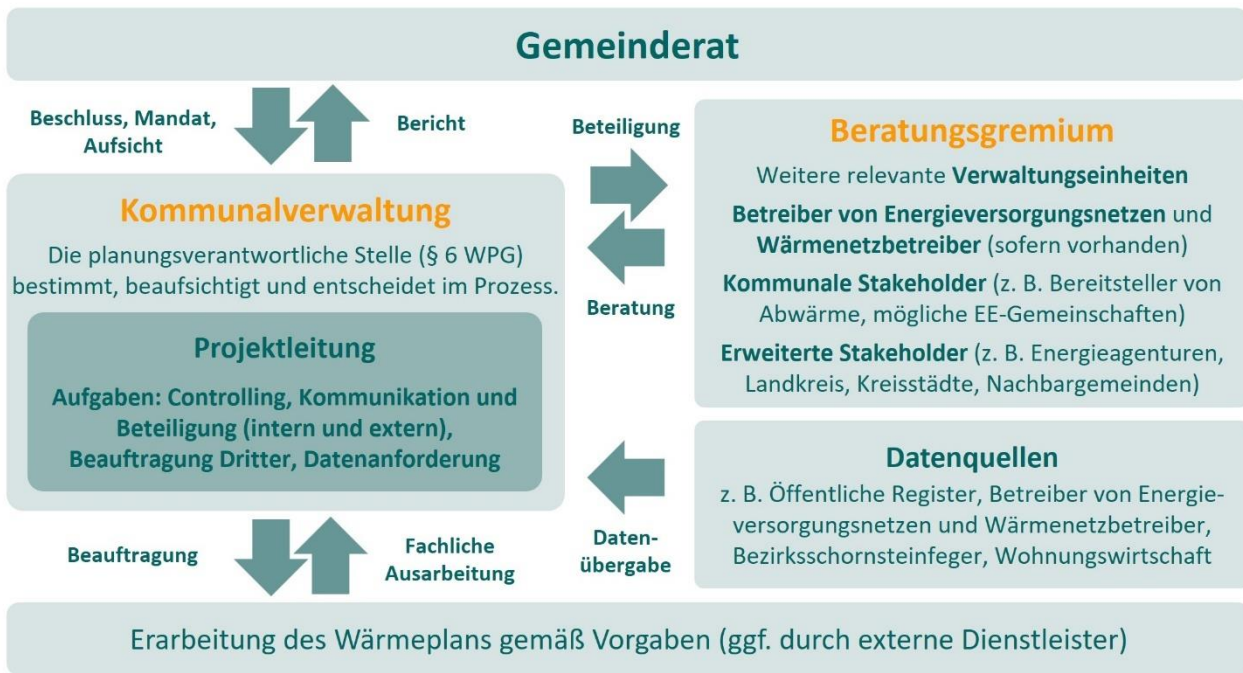 Gemeinderat
Beschluss, Mandat,
Aufsicht
Bericht
Kommunalverwaltung
Die planungsverantwortliche Stelle (§ 6 WPG)
bestimmt, beaufsichtigt und entscheidet im Prozess.
Projektleitung
Aufgaben: Controlling, Kommunikation und
Beteiligung (intern und extern),
Beauftragung Dritter, Datenanforderung
Beteiligung
Beratung
Beratungsgremium
Weitere relevante Verwaltungseinheiten
Betreiber von Energieversorgungsnetzen und
Wärmenetzbetreiber (sofern vorhanden)
Kommunale Stakeholder (z. B. Bereitsteller von
Abwärme, mögliche EE-Gemeinschaften)
Erweiterte Stakeholder (z. B. Energieagenturen,
Landkreis, Kreisstädte, Nachbargemeinden)
Daten-
übergabe
Datenquellen
z. B. Öffentliche Register, Betreiber von Energie-
versorgungsnetzen und Wärmenetzbetreiber,
Bezirksschornsteinfeger, Wohnungswirtschaft
Beauftragung
Fachliche
Ausarbeitung
Erarbeitung des Wärmeplans gemäß Vorgaben (ggf. durch externe Dienstleister)